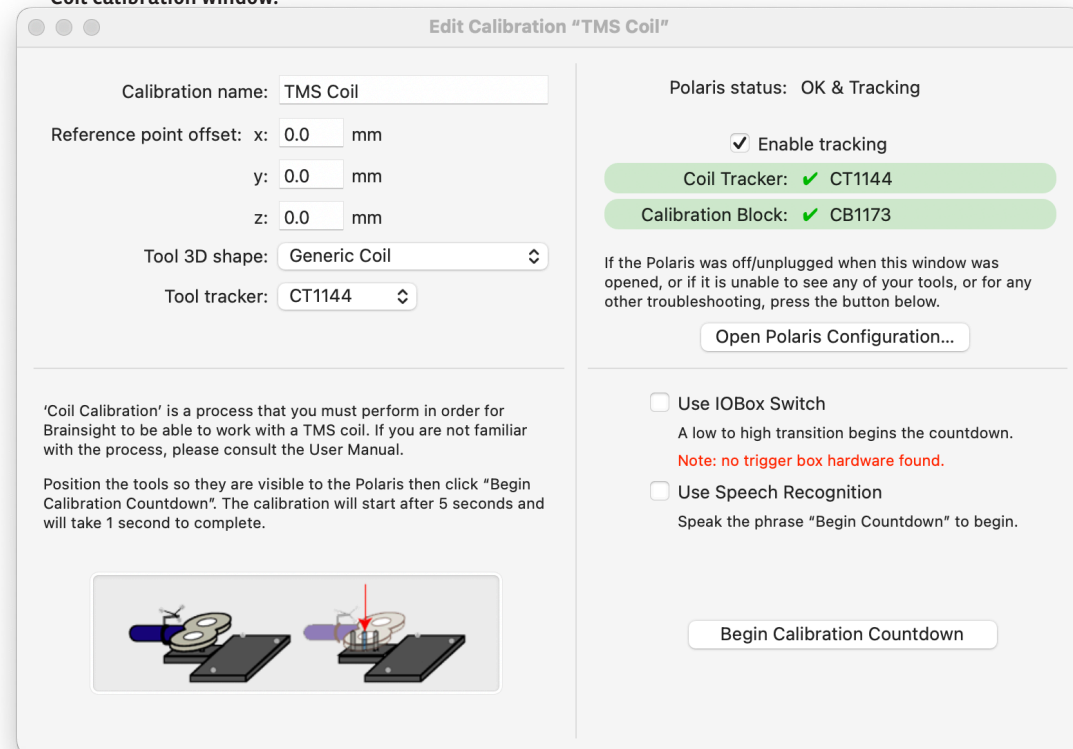 Coil calibration window.
Edit Calibration “TMS Coil”
Calibration name: TMS Coil
Reference point offset: x: 0.0 mm
y: 0.0 mm
z: 0.0 mm
Tool 3D shape: Generic Coil
Tool tracker: CT1144
Polaris status: OK & Tracking
Enable tracking
Coil Tracker: ✔ CT1144
Calibration Block: ✔ CB1173
If the Polaris was off/unplugged when this window was
opened, or if it is unable to see any of your tools, or for any
other troubleshooting, press the button below.
Open Polaris Configuration...
‘Coil Calibration’ is a process that you must perform in order for
Brainsight to be able to work with a TMS coil. If you are not familiar
with the process, please consult the User Manual.
Position the tools so they are visible to the Polaris then click “Begin
Calibration Countdown”. The calibration will start after 5 seconds and
will take 1 second to complete.
Use IOBox Switch
A low to high transition begins the countdown.
Note: no trigger box hardware found.
Use Speech Recognition
Speak the phrase “Begin Countdown” to begin.
Begin Calibration Countdown